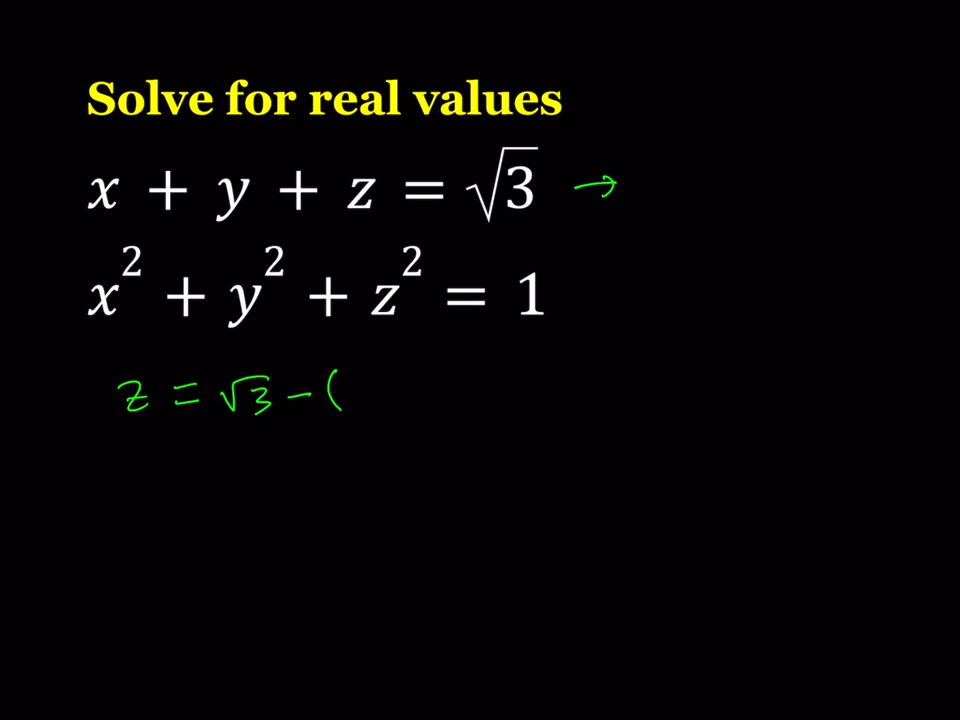 Solve for real values
x + y + z = √3 →
x² + y² + z² = 1
z = √3 - (